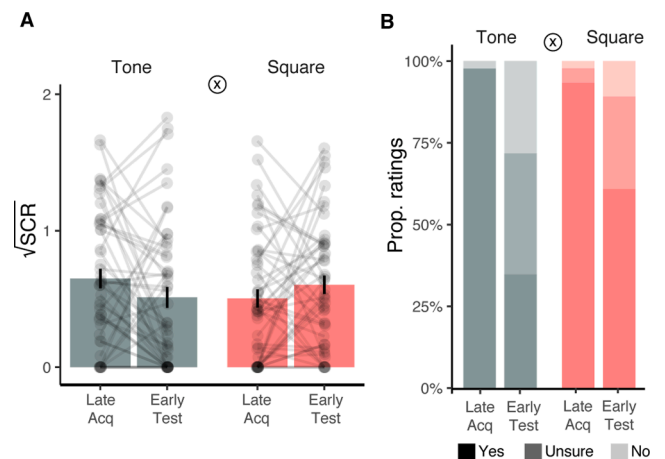 A
Tone
x
Square
2
1
0
√SCR
Late
Acq
Early
Test
Late
Acq
Early
Test
B
Tone
x
Square
100%
75%
50%
25%
0%
Prop. ratings
Late
Acq
Early
Test
Late
Acq
Early
Test
Yes
Unsure
No